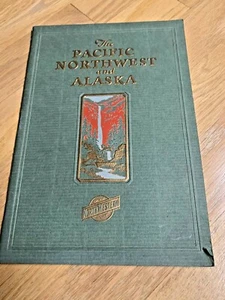 The
PACIFIC
NORTHWEST
and
ALASKA